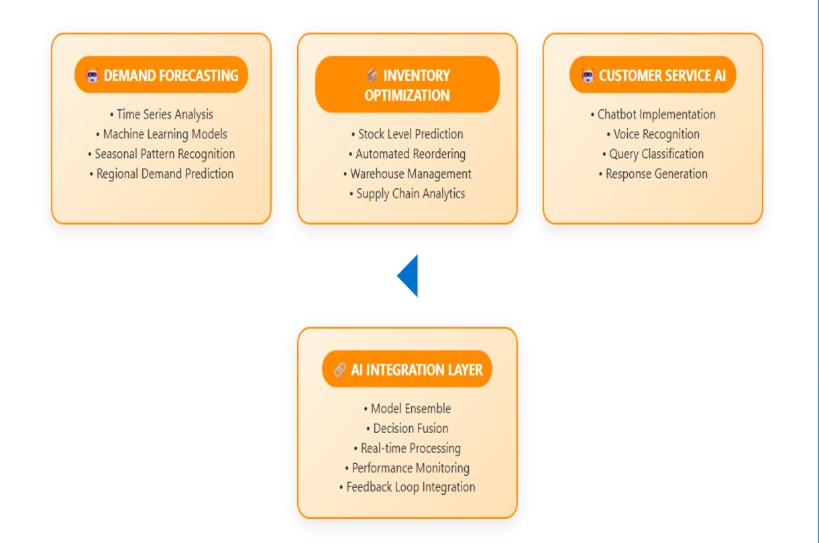 DEMAND FORECASTING
• Time Series Analysis
• Machine Learning Models
• Seasonal Pattern Recognition
• Regional Demand Prediction
INVENTORY
OPTIMIZATION
• Stock Level Prediction
• Automated Reordering
• Warehouse Management
• Supply Chain Analytics
CUSTOMER SERVICE AI
• Chatbot Implementation
• Voice Recognition
• Query Classification
• Response Generation
AI INTEGRATION LAYER
• Model Ensemble
• Decision Fusion
• Real-time Processing
• Performance Monitoring
• Feedback Loop Integration